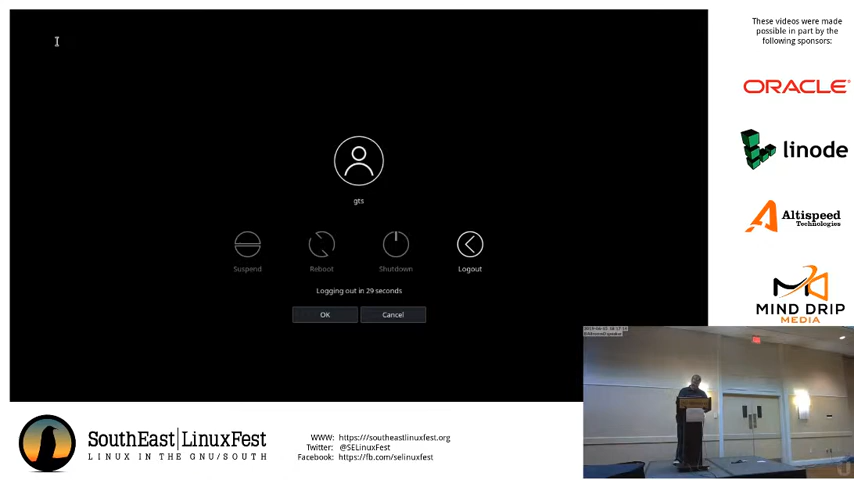 These videos were made
possible in part by the
following sponsors:
ORACLE
linode
Altispeed
Technologies
MIND DRIP
MEDIA
gts
Suspend
Reboot
Shutdown
Logout
Logging out in 29 seconds
OK
Cancel
SouthEast|LinuxFest
LINUX IN THE GNU/SOUTH
WWW: https://southeastlinuxfest.org
Twitter: @SELinuxFest
Facebook: https://fb.com/selinuxfest